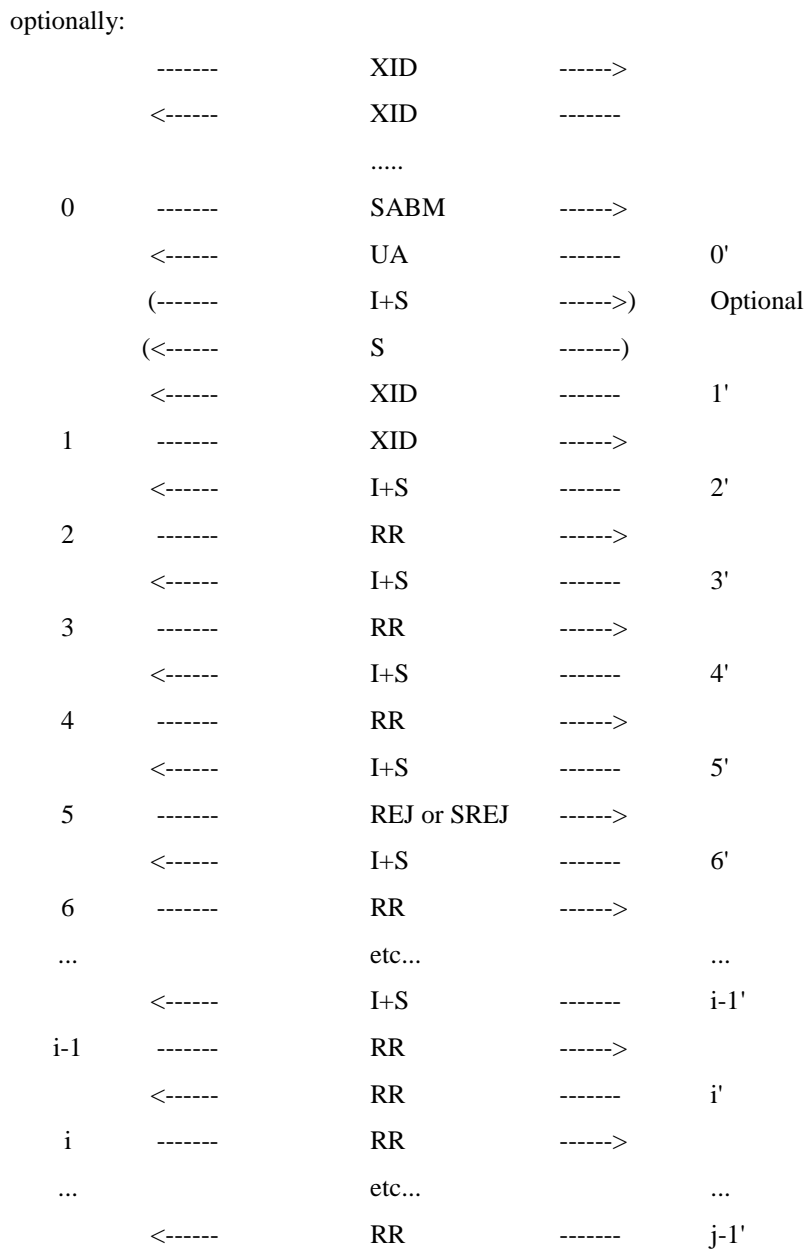 optionally:
------- XID ------>
<------ XID -------
.....
0 ------- SABM ------>
<------ UA ------- 0'
(------- I+S ------>) Optional
(<------ S -------)
<------ XID ------- 1'
1 ------- XID ------>
<------ I+S ------- 2'
2 ------- RR ------>
<------ I+S ------- 3'
3 ------- RR ------>
<------ I+S ------- 4'
4 ------- RR ------>
<------ I+S ------- 5'
5 ------- REJ or SREJ ------>
<------ I+S ------- 6'
6 ------- RR ------>
... etc... ...
<------ I+S ------- i-1'
i-1 ------- RR ------>
<------ RR ------- i'
i ------- RR ------>
... etc... ...
<------ RR ------- j-1'